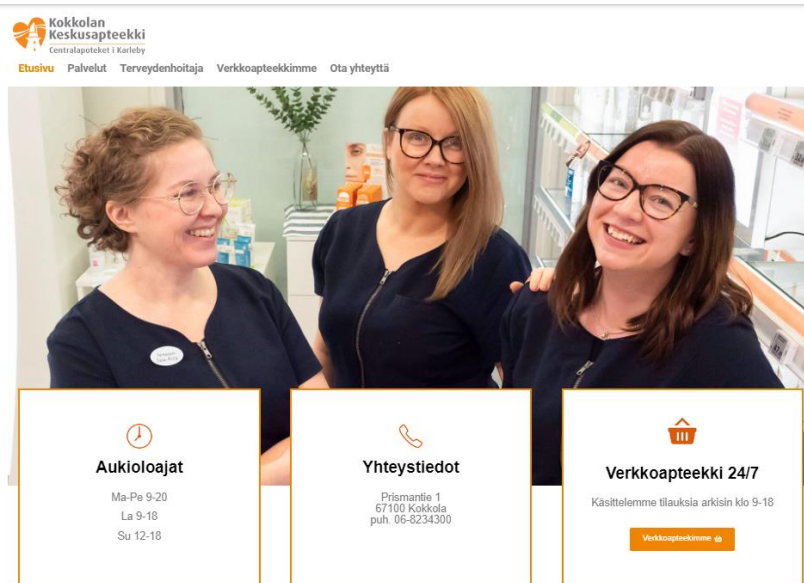 Kokkolan
Keskusapteekki
Centralapoteket i Karleby
Etusivu Palvelut Terveydenhoitaja Verkkoapteekkimme Ota yhteyttä
Aukioloajat
Ma-Pe 9-20
La 9-18
Su 12-18
Yhteystiedot
Prismantie 1
67100 Kokkola
puh. 06-8234300
Verkkoapteekki 24/7
Käsittelemme tilauksia arkisin klo 9-18
Verkkoapteekimme